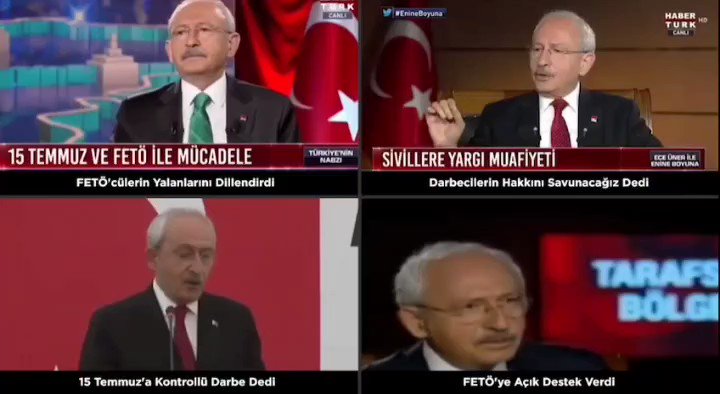 HABER
TÜRK
CANLI
15 TEMMUZ VE FETÖ İLE MÜCADELE
TÜRKİYE'NİN
NABZI
FETÖ'cülerin Yalanlarını Dillendirdi
#EnineBoyuna
HABER
TÜRK HD
CANLI
SİVİLLERE YARGI MUAFİYETİ
ECE ÜNER İLE
ENİNE BOYUNA
Darbecilerin Hakkını Savunacağız Dedi
15 Temmuz'a Kontrollü Darbe Dedi
TARAFS
BÖLG
FETÖ'ye Açık Destek Verdi